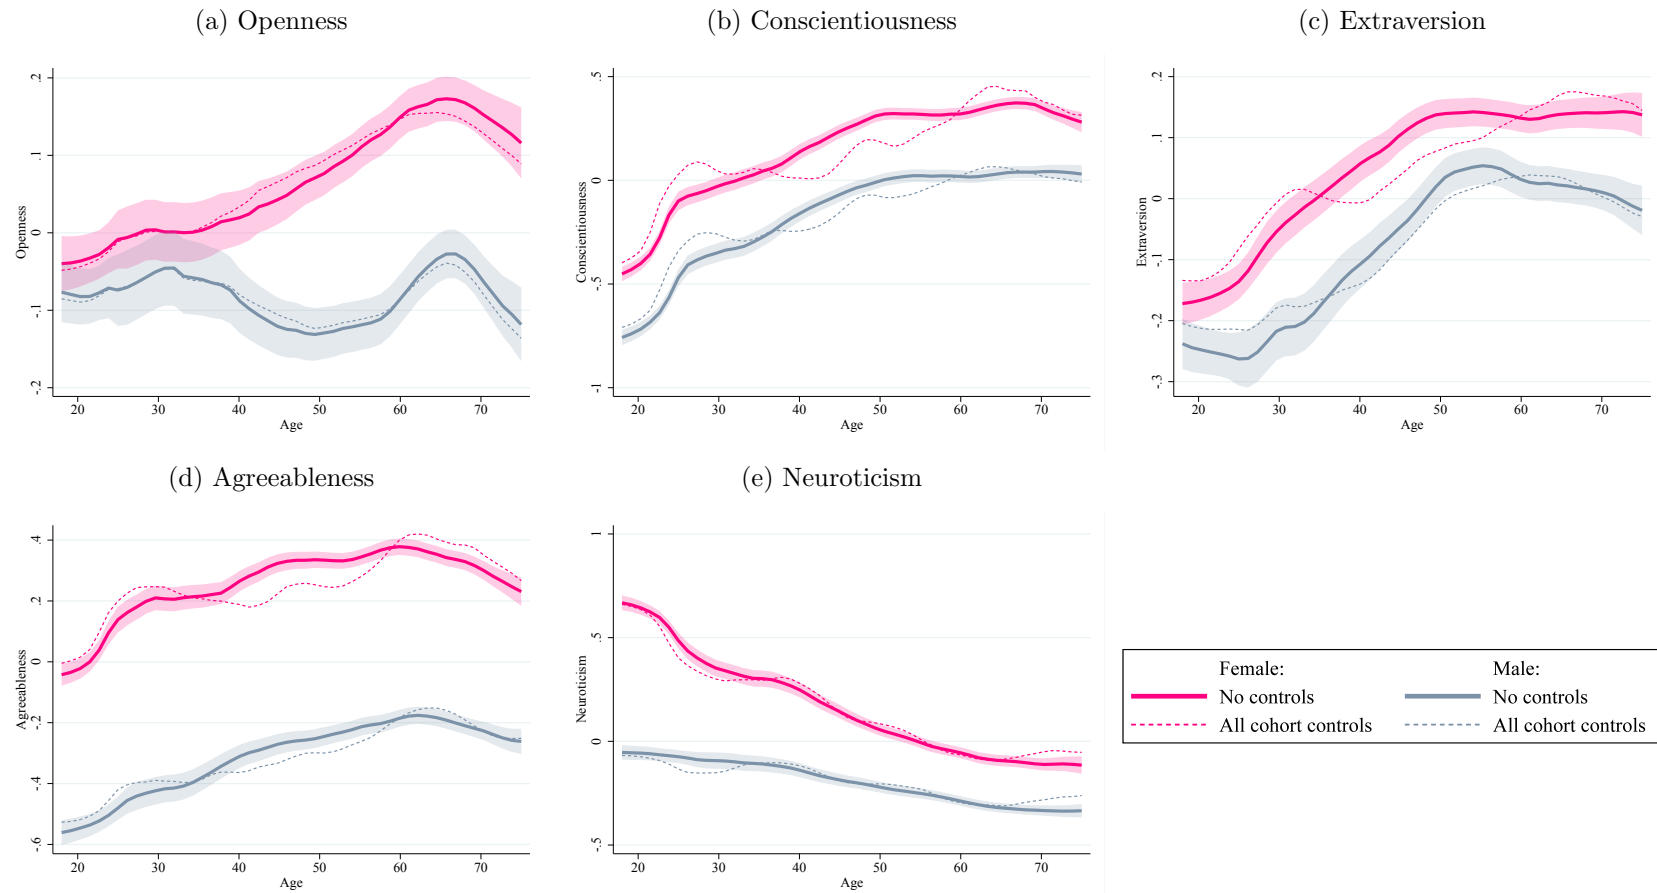 (a) Openness
.2
.1
0
-.1
-.2
Openness
20 30 40 50 60 70
Age
(b) Conscientiousness
.5
0
-.5
-1
Conscientiousness
20 30 40 50 60 70
Age
(c) Extraversion
.2
.1
0
-.1
-.2
-.3
Extraversion
20 30 40 50 60 70
Age
(d) Agreeableness
.4
.2
0
-.2
-.4
-.6
Agreeableness
20 30 40 50 60 70
Age
(e) Neuroticism
1
.5
0
-.5
Neuroticism
20 30 40 50 60 70
Age
Female: Male:
No controls No controls
All cohort controls All cohort controls